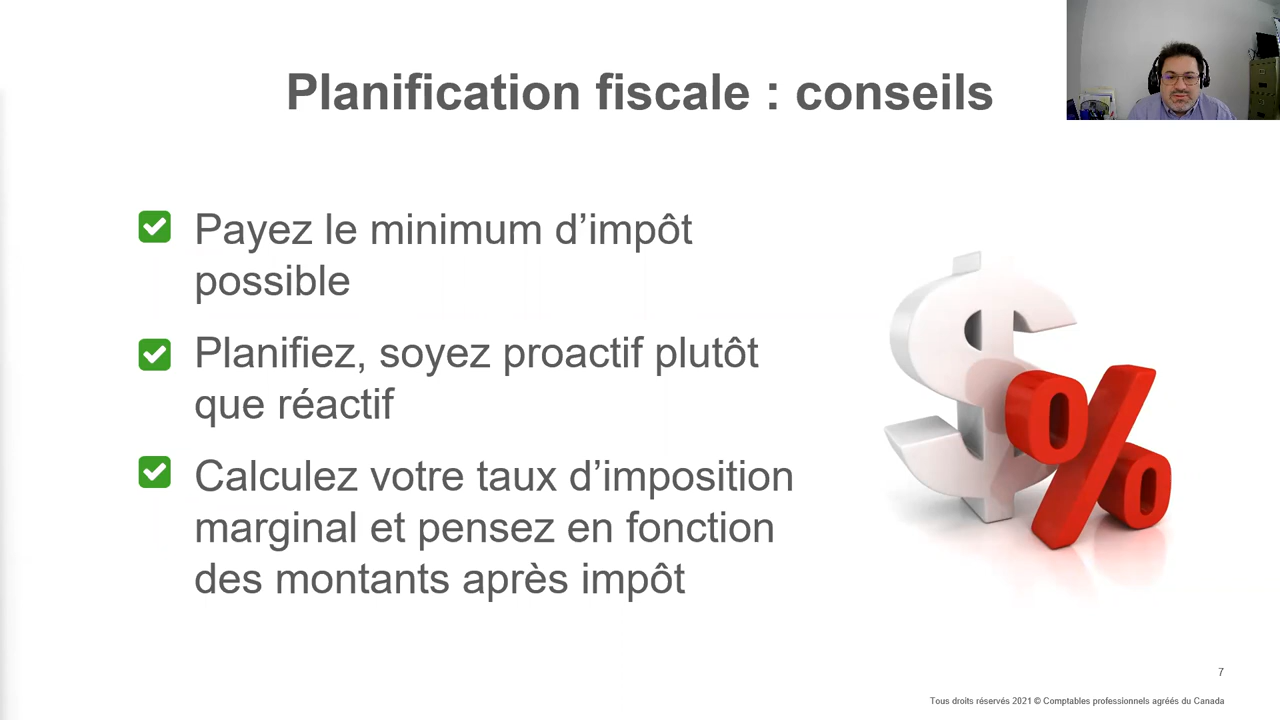 Planification fiscale : conseils
Payez le minimum d’impôt
possible
Planifiez, soyez proactif plutôt
que réactif
Calculez votre taux d’imposition
marginal et pensez en fonction
des montants après impôt
7
Tous droits réservés 2021 © Comptables professionnels agréés du Canada